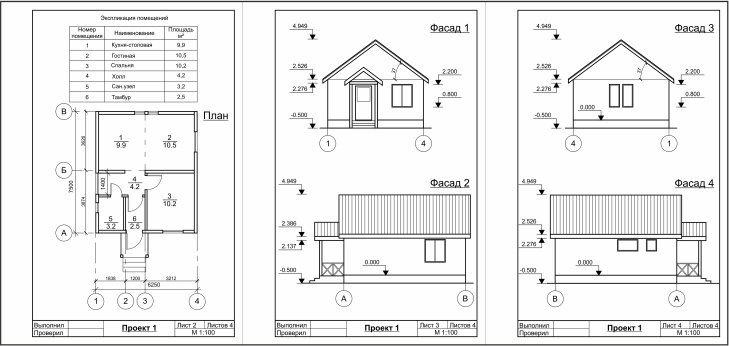 Экспликация помещений
Номер помещения Наименование Площадь м²
1 Кухня-столовая 9,9
2 Гостиная 10,5
3 Спальня 10,2
4 Холл 4,2
5 Сан.узел 3,2
6 Тамбур 2,5
План
В
Б
А
3626
3874
7500
1400
1
9.9
2
10.5
4
4.2
3
10.2
5
3.2
6
2.5
1838 1200 3212
6250
1 2 3 4
Выполнил
Проверил
Проект 1
Лист 2 Листов 4
М 1:100
Фасад 1
4.949
2.526
2.276
-0.500
37
2.200
0.800
1 4
Фасад 2
4.949
2.386
2.137
0.000
-0.500
А В
Выполнил
Проверил
Проект 1
Лист 3 Листов 4
М 1:100
Фасад 3
4.949
2.526
2.276
0.000
-0.500
37
2.200
0.800
4 1
Фасад 4
4.949
2.526
2.276
0.000
-0.500
В А
Выполнил
Проверил
Проект 1
Лист 4 Листов 4
М 1:100